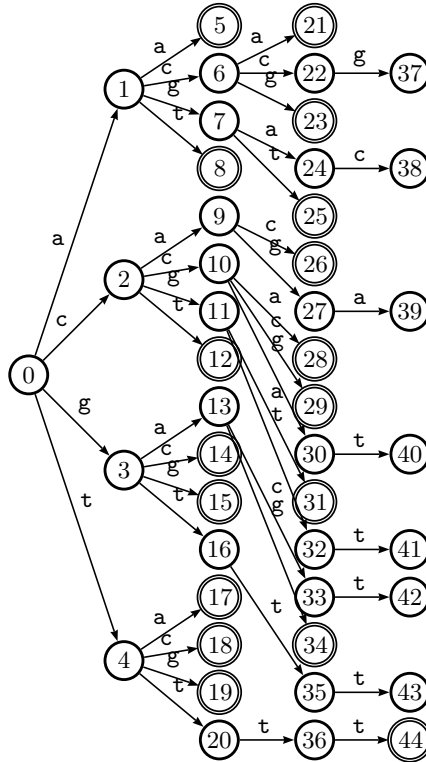 5 21
a a
c c g
1 6 22 37
g g
t 7 a 23
t 24 c 38
8
9 25
a c
a g 26
2 c 10
g a 27 a 39
c 11 t c
12 g 28
0
g a 29
13 t
a 30 t 40
3 c 14
g c 31
t 15 g
t 16 32 t 41
33 t 42
17 t
a 34
4 c 18
g
t 19 35 t 43
20 t 36 t 44